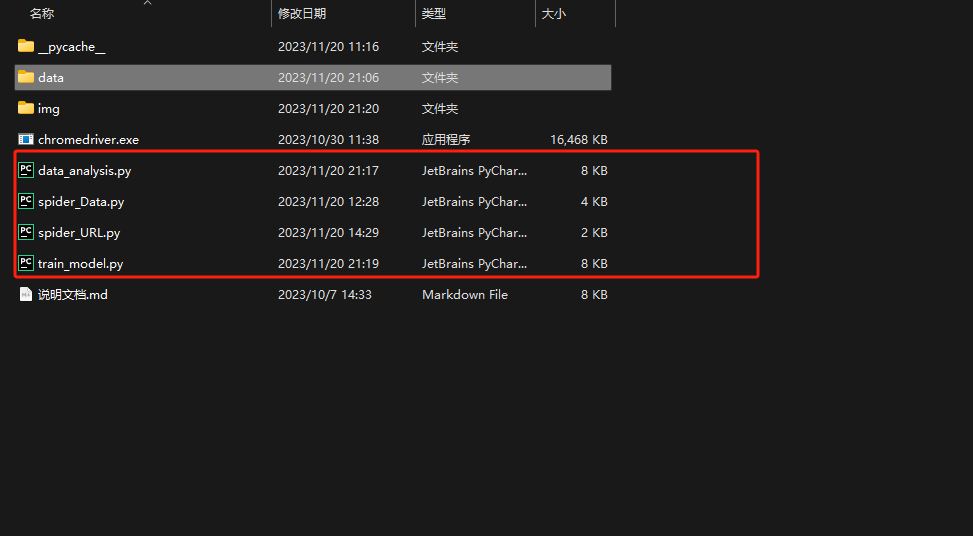 名称 修改日期 类型 大小
__pycache__ 2023/11/20 11:16 文件夹
data 2023/11/20 21:06 文件夹
img 2023/11/20 21:20 文件夹
chromedriver.exe 2023/10/30 11:38 应用程序 16,468 KB
PC data_analysis.py 2023/11/20 21:17 JetBrains PyChar... 8 KB
PC spider_Data.py 2023/11/20 12:28 JetBrains PyChar... 4 KB
PC spider_URL.py 2023/11/20 14:29 JetBrains PyChar... 2 KB
PC train_model.py 2023/11/20 21:19 JetBrains PyChar... 8 KB
说明文档.md 2023/10/7 14:33 Markdown File 8 KB